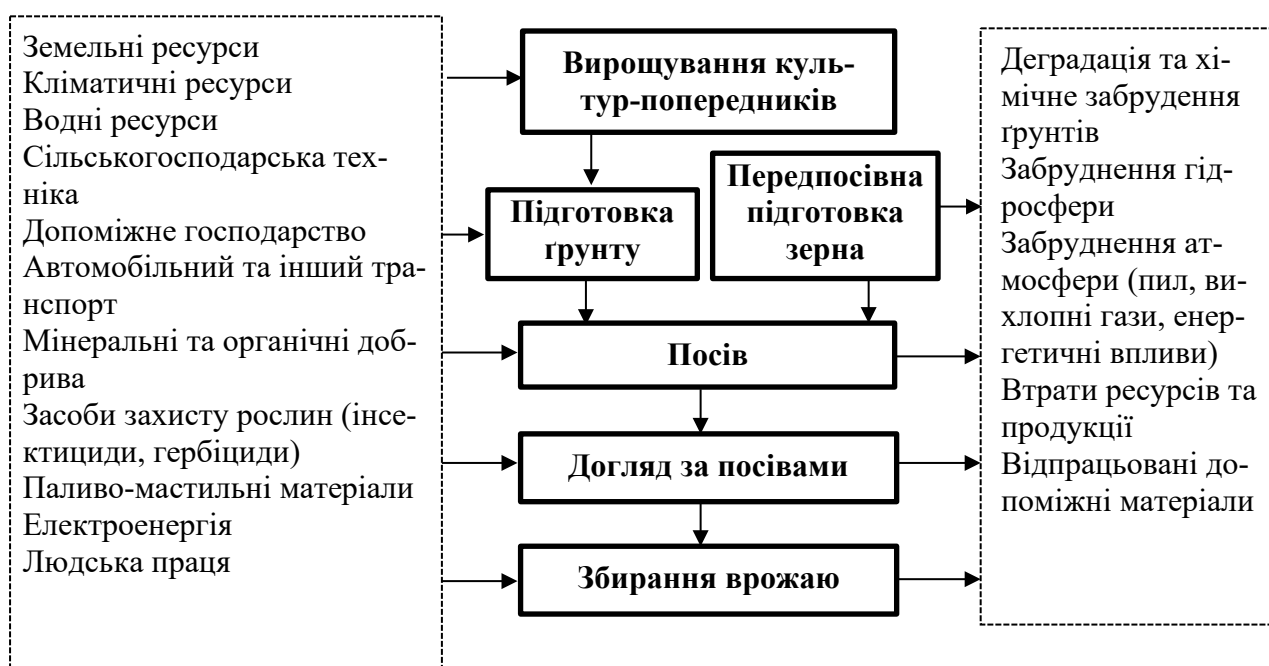 Земельні ресурси
Кліматичні ресурси
Водні ресурси
Сільськогосподарська тех-
ніка
Допоміжне господарство
Автомобільний та інший тра-
нспорт
Мінеральні та органічні доб-
рива
Засоби захисту рослин (інсе-
ктициди, гербіциди)
Паливо-мастильні матеріали
Електроенергія
Людська праця
Вирощування куль-
тур-попередників
Підготовка
ґрунту
Передпосівна
підготовка
зерна
Посів
Догляд за посівами
Збирання врожаю
Деградація та хі-
мічне забрудення
ґрунтів
Забруднення гід-
росфери
Забруднення ат-
мосфери (пил, ви-
хлопні гази, енер-
гетичні впливи)
Втрати ресурсів та
продукції
Відпрацьовані до-
поміжні матеріали